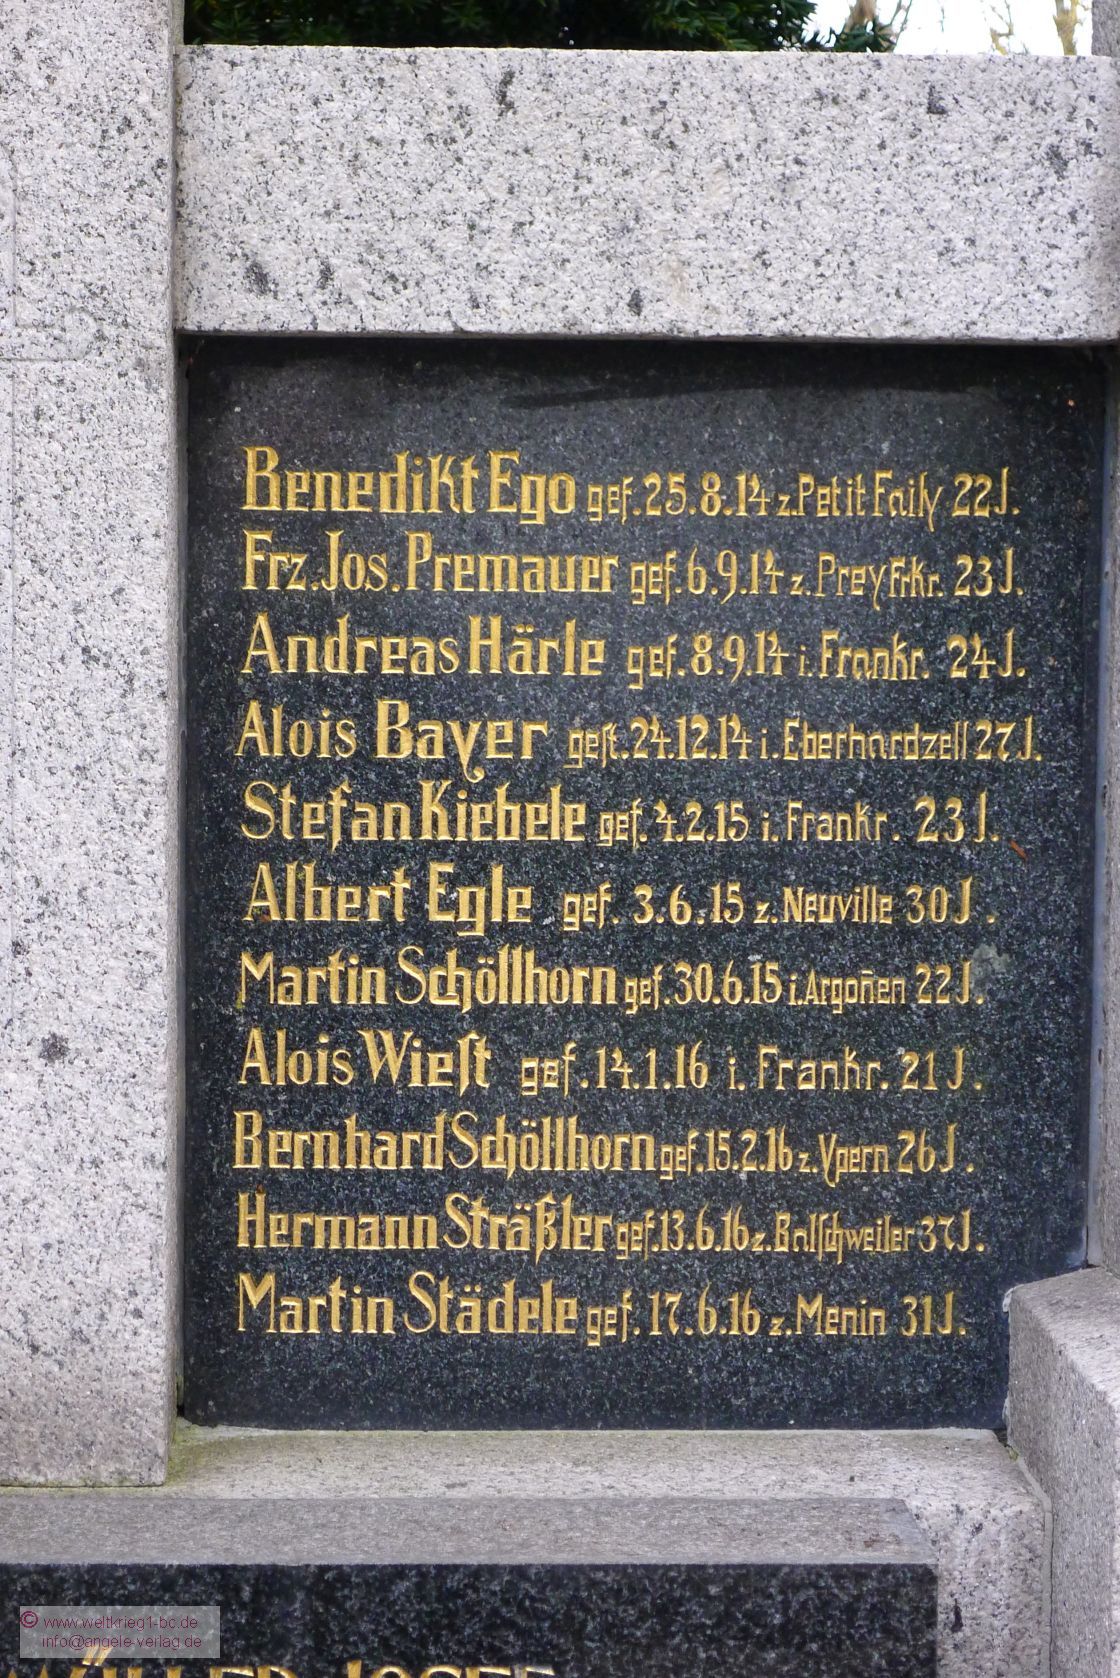 Benedikt Ego gef. 25.8.14 z. Petit Faily 22 J.
Frz. Jos. Premauer gef. 6.9.14 z. Prey Frkr. 23 J.
Andreas Härle gef. 8.9.14 i. Frankr. 24 J.
Alois Bayer gest. 24.12.14 i. Eberhardzell 27 J.
Stefan Kiebele gef. 4.2.15 i. Frankr. 23 J.
Albert Egle gef. 3.6.15 z. Neuville 30 J.
Martin Schöllhorn gef. 30.6.15 i. Argoñen 22 J.
Alois Wiest gef. 14.1.16 i. Frankr. 21 J.
Bernhard Schöllhorn gef. 15.2.16 z. Ypern 26 J.
Hermann Sträßler gef. 13.6.16 z. Balschweiler 37 J.
Martin Städele gef. 17.6.16 z. Menin 31 J.
© www.weltkrieg1-bc.de
info@angele-verlag.de